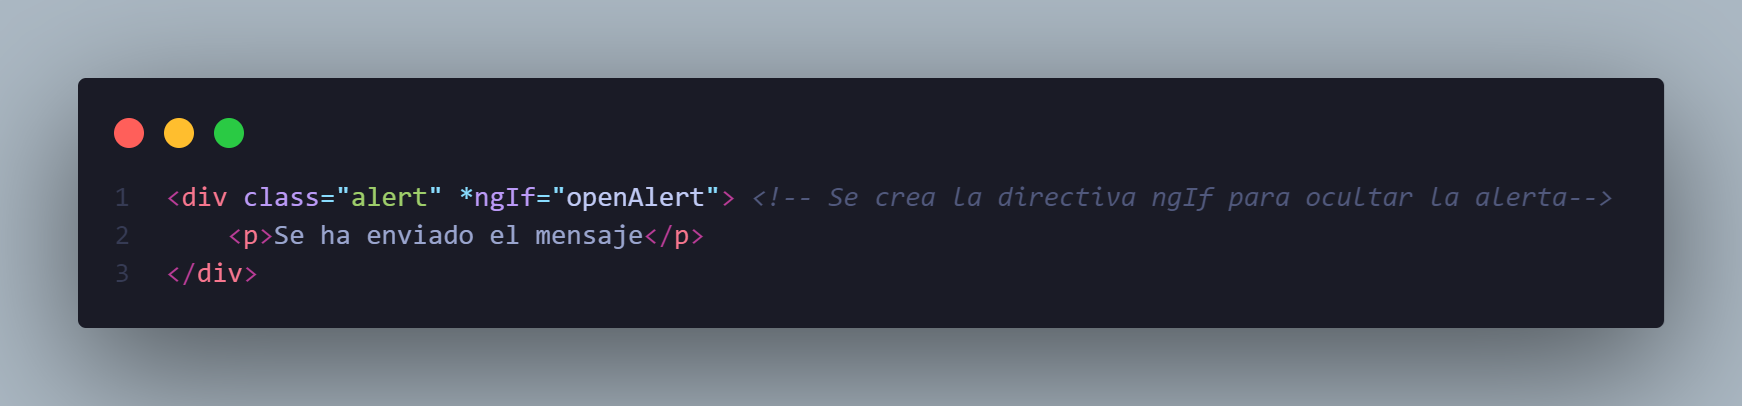 1 <div class="alert" *ngIf="openAlert"> <!-- Se crea la directiva ngIf para ocultar la alerta-->
2     <p>Se ha enviado el mensaje</p>
3 </div>